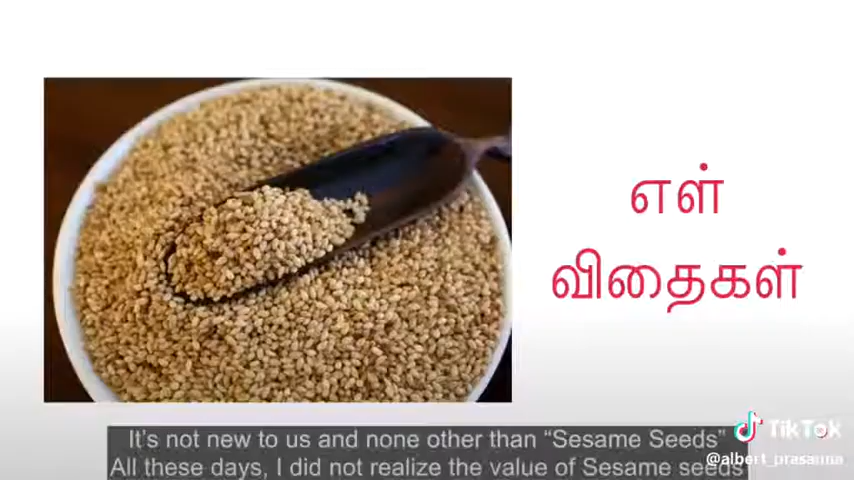 எள்
விதைகள்
It's not new to us and none other than “Sesame Seeds”
All these days, I did not realize the value of Sesame seeds
TikTok
@albert_prasanna